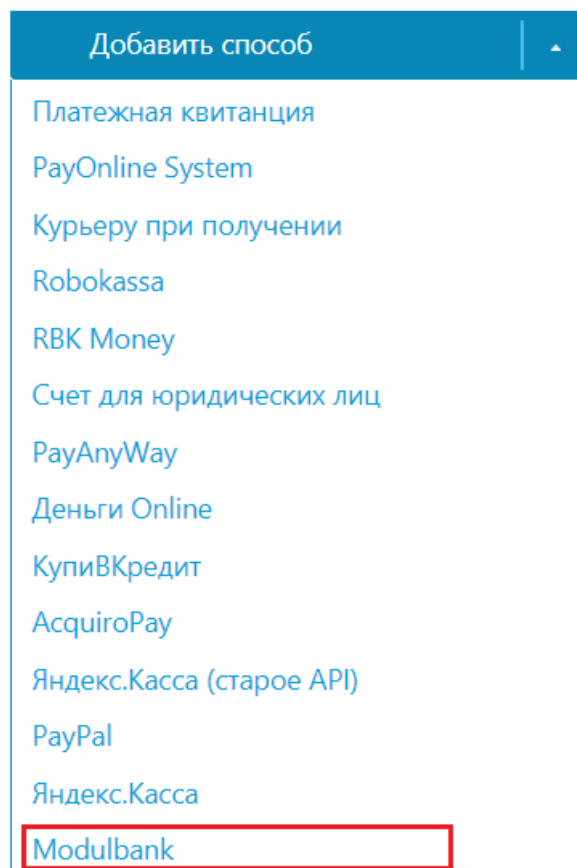 Добавить способ
Платежная квитанция
PayOnline System
Курьеру при получении
Robokassa
RBK Money
Счет для юридических лиц
PayAnyWay
Деньги Online
КупиВКредит
AcquiroPay
Яндекс.Касса (старое API)
PayPal
Яндекс.Касса
Modulbank